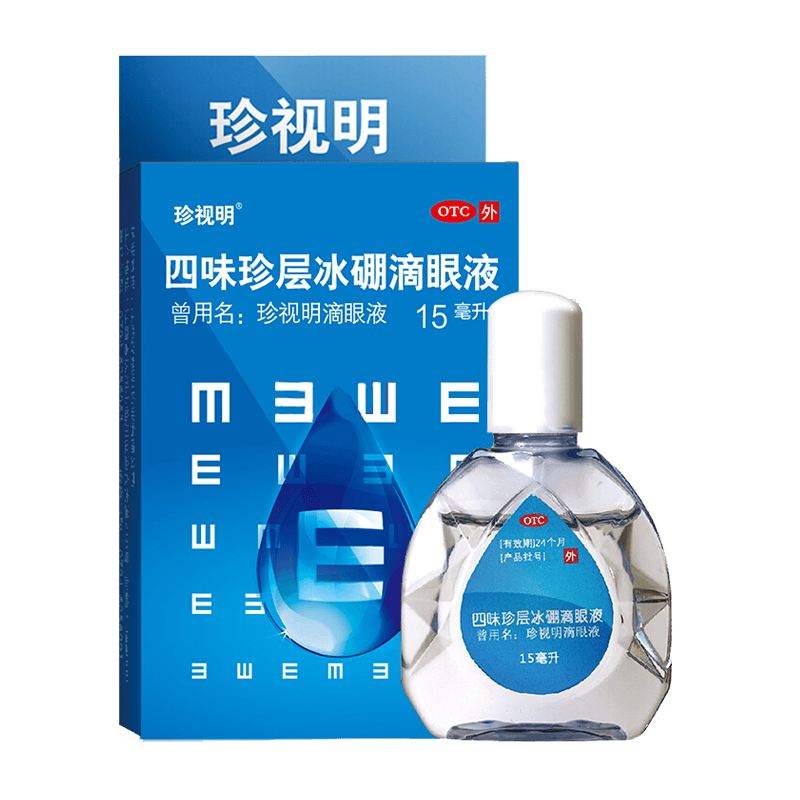 珍视明
珍视明®
OTC 外
四味珍层冰硼滴眼液
曾用名：珍视明滴眼液 15毫升
E
OTC
[有效期]24个月
[产品批号]
外
四味珍层冰硼滴眼液
曾用名：珍视明滴眼液
15毫升